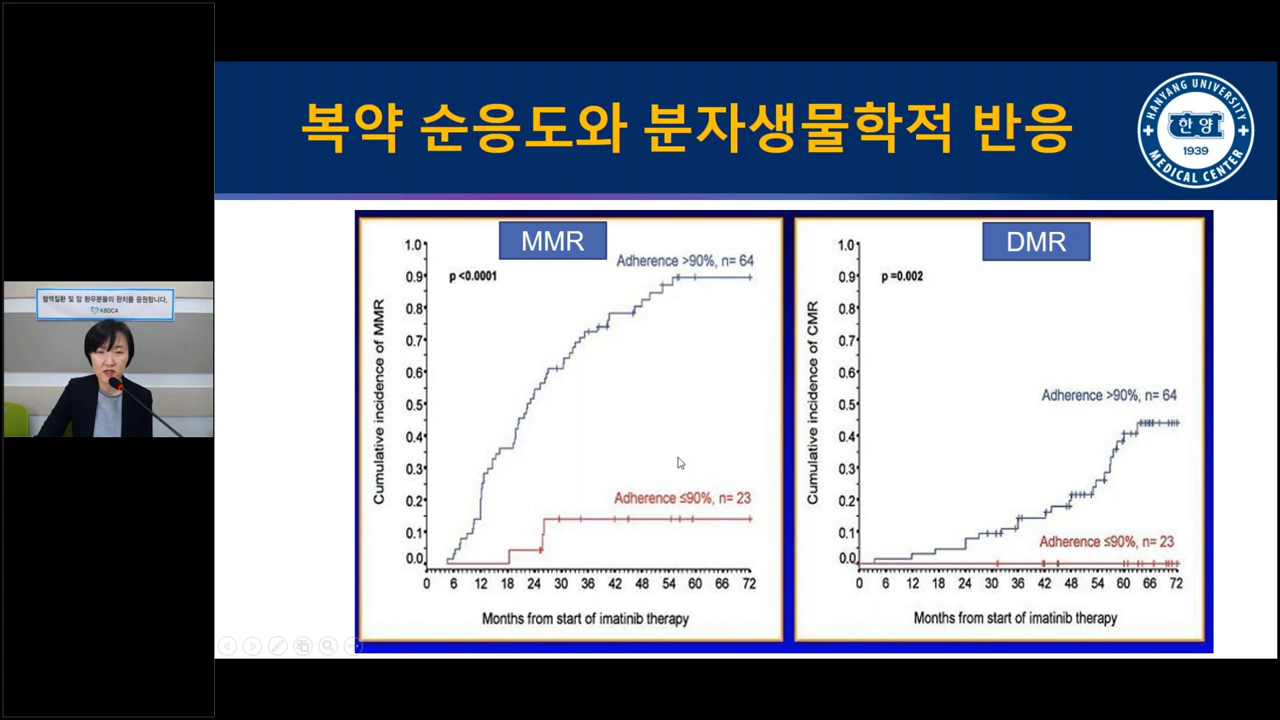 복약 순응도와 분자생물학적 반응
HANYANG UNIVERSITY
한양
1939
MEDICAL CENTER
혈액질환 및 암 환우분들의 완치를 응원합니다.
KBDCA
MMR
Adherence >90%, n= 64
p <0.0001
Cumulative incidence of MMR
1.0
0.9
0.8
0.7
0.6
0.5
0.4
0.3
0.2
0.1
0.0
Adherence ≤90%, n= 23
0 6 12 18 24 30 36 42 48 54 60 66 72
Months from start of imatinib therapy
DMR
p =0.002
Cumulative incidence of CMR
1.0
0.9
0.8
0.7
0.6
0.5
0.4
0.3
0.2
0.1
0.0
Adherence >90%, n= 64
Adherence ≤90%, n= 23
0 6 12 18 24 30 36 42 48 54 60 66 72
Months from start of imatinib therapy